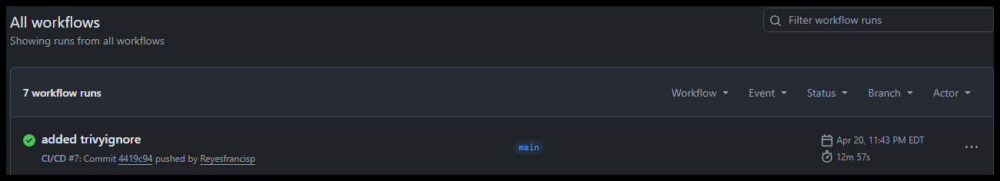 All workflows
Filter workflow runs
Showing runs from all workflows
7 workflow runs
Workflow Event Status Branch Actor
added trivyignore
main
Apr 20, 11:43 PM EDT
CI/CD #7: Commit 4419c94 pushed by Reyesfrancisp
12m 57s